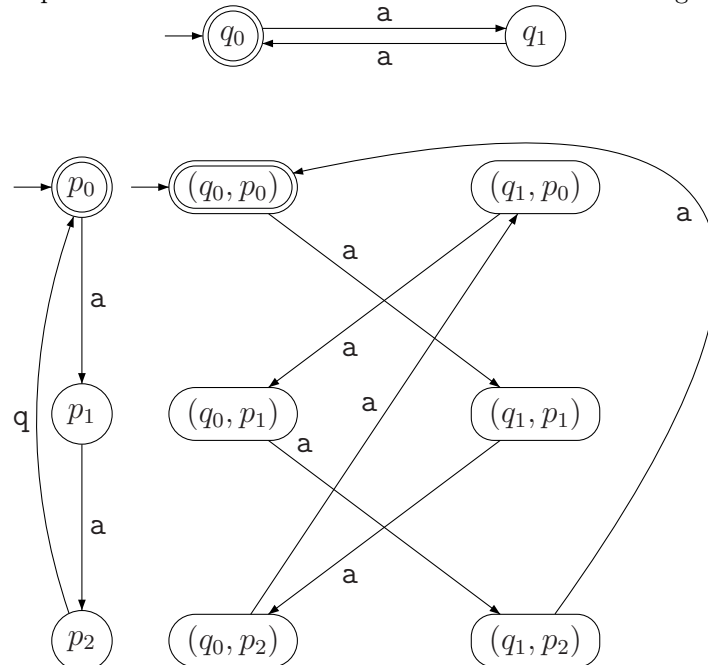 a
q₀ q₁
a
p₀ (q₀, p₀) (q₁, p₀)
a
a
a
a
a
q p₁ (q₀, p₁) (q₁, p₁)
a
a
a
p₂ (q₀, p₂) (q₁, p₂)